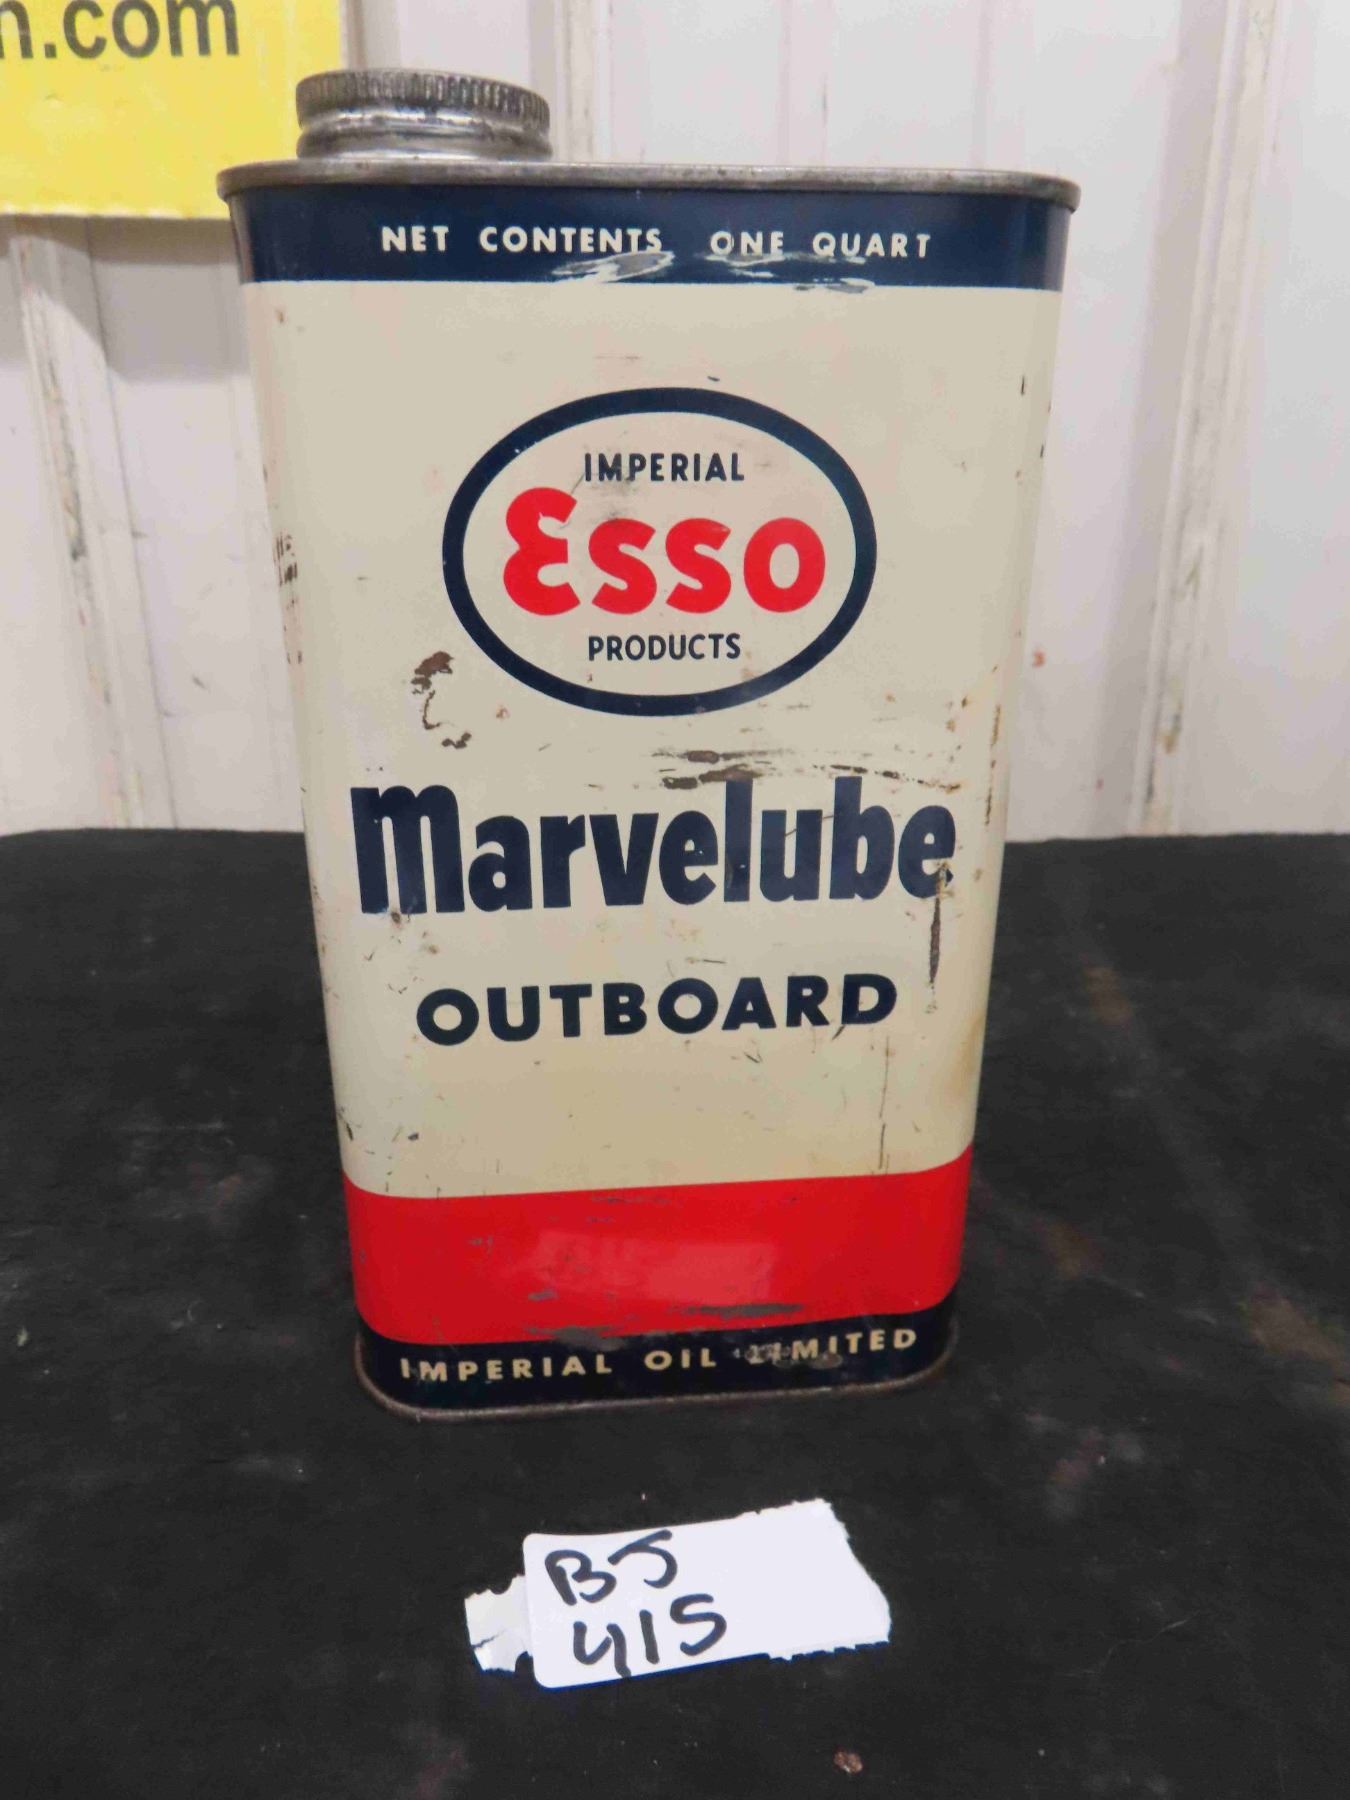 n.com
NET CONTENTS ONE QUART
IMPERIAL
Esso
PRODUCTS
Marvelube
OUTBOARD
IMPERIAL OIL LIMITED
BJ
415